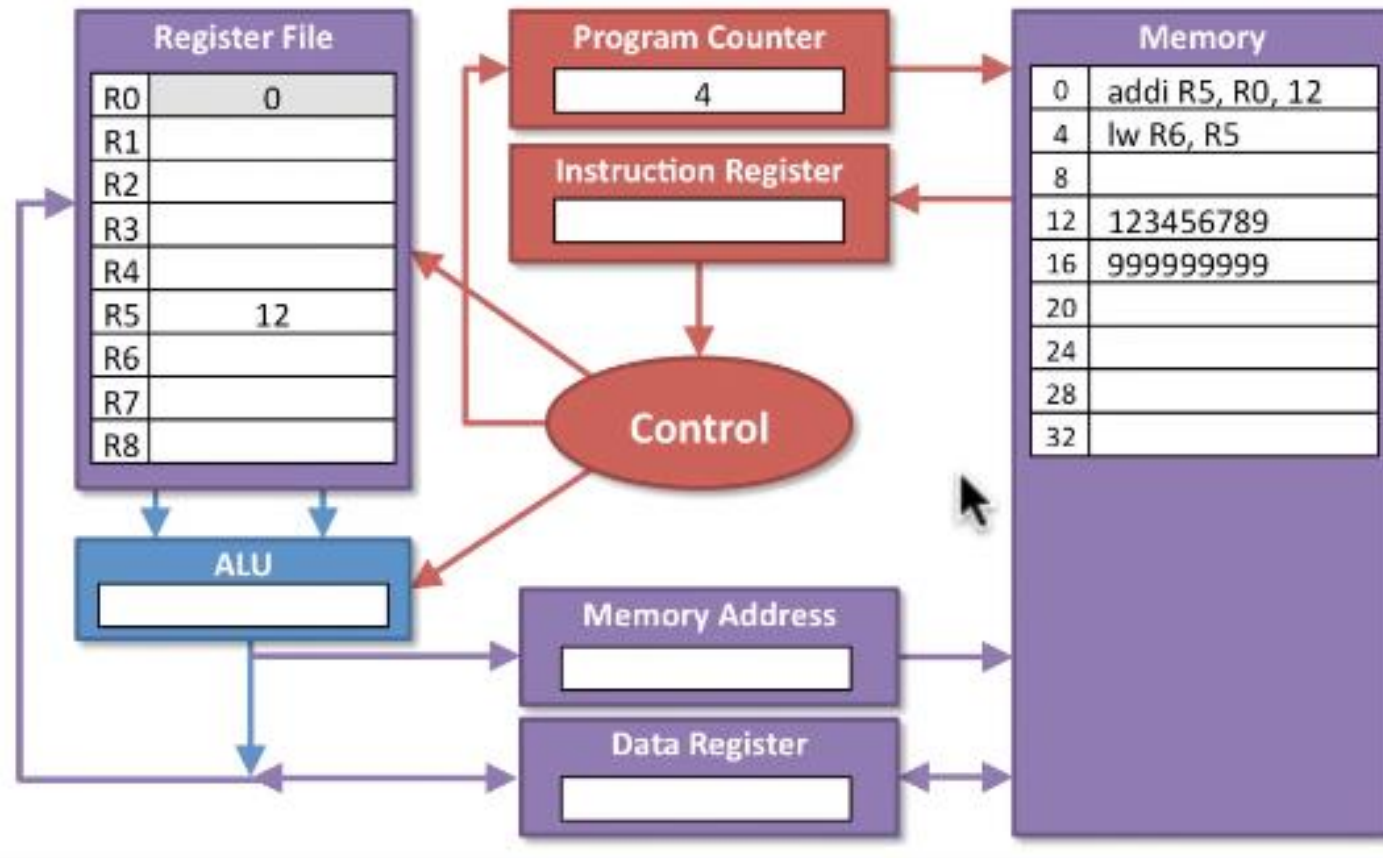 Register File
R0 0
R1
R2
R3
R4
R5 12
R6
R7
R8
ALU
Program Counter
4
Instruction Register
Control
Memory Address
Data Register
Memory
0 addi R5, R0, 12
4 lw R6, R5
8
12 123456789
16 999999999
20
24
28
32